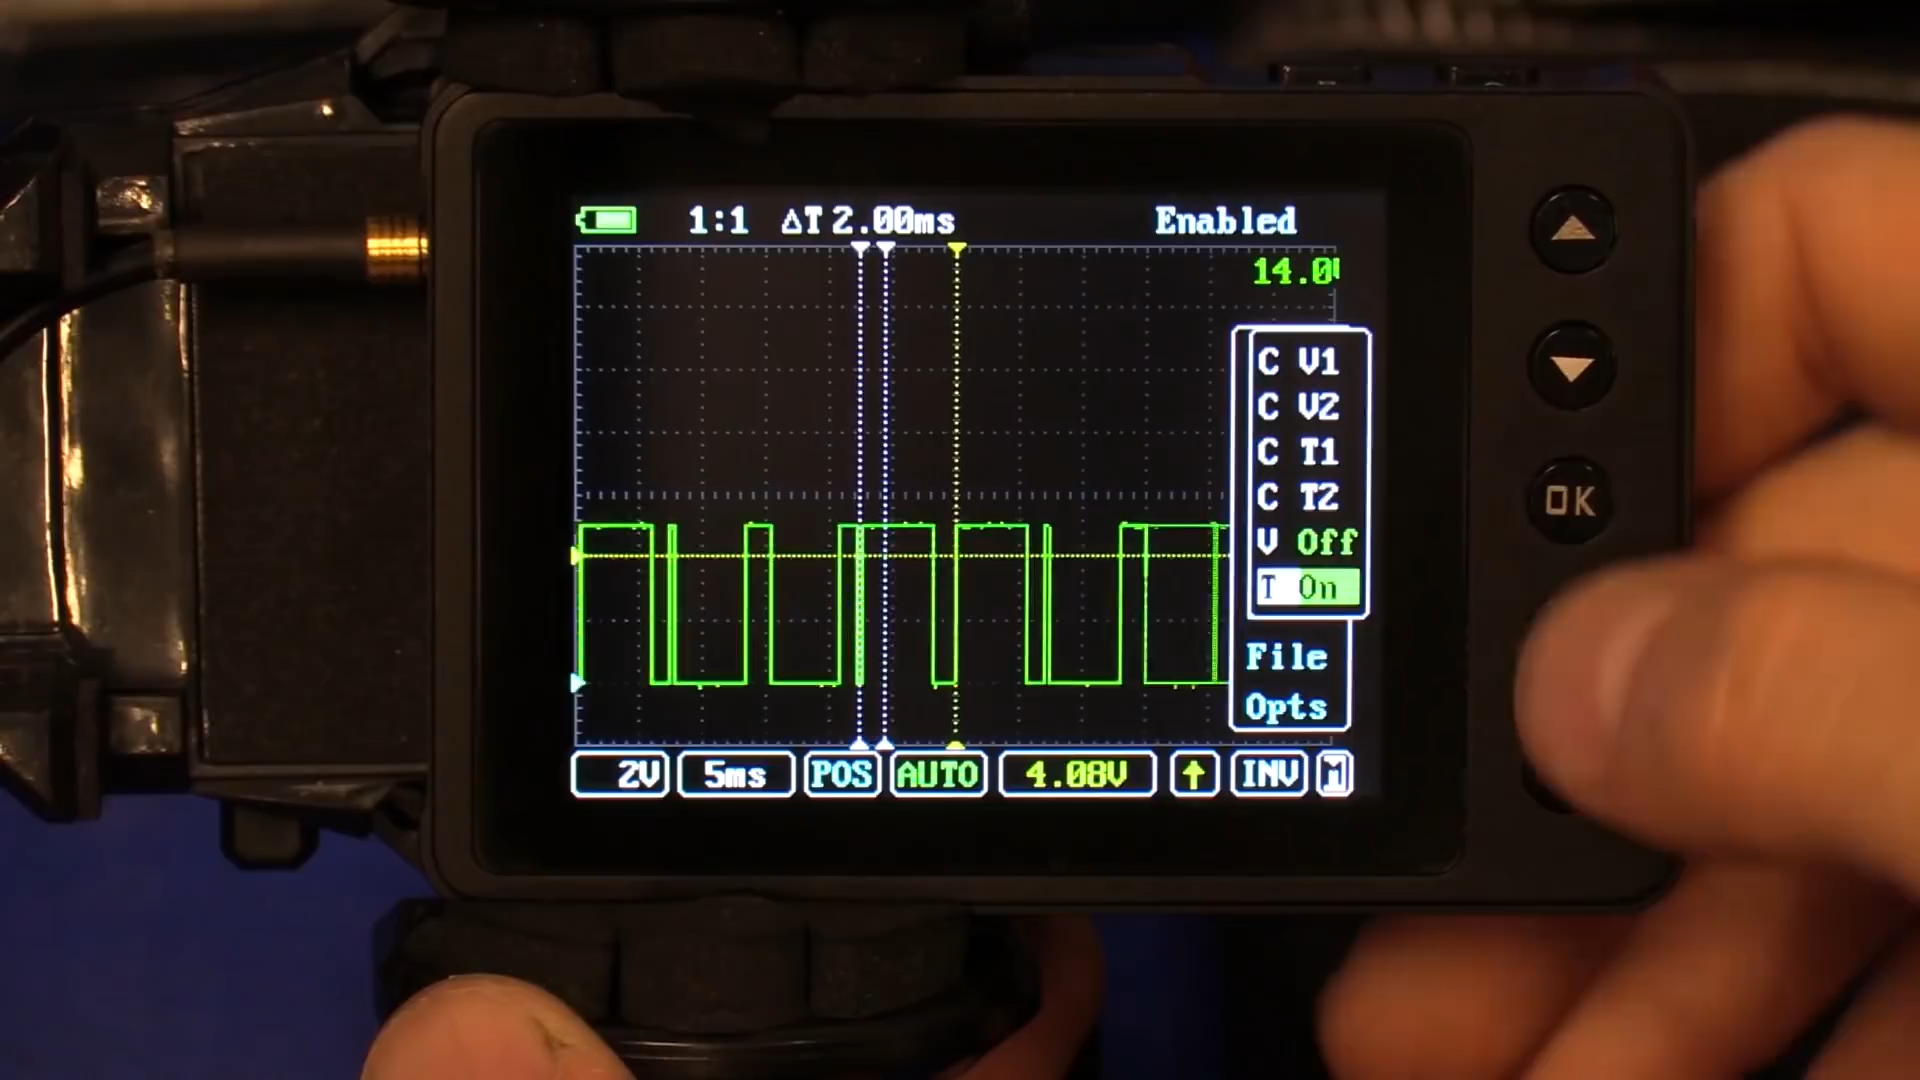 1:1 ΔT 2.00ms Enabled
14.0
C V1
C V2
C T1
C T2
V Off
T On
File
Opts
2V 5ms POS AUTO 4.08V ↑ INV M
OK